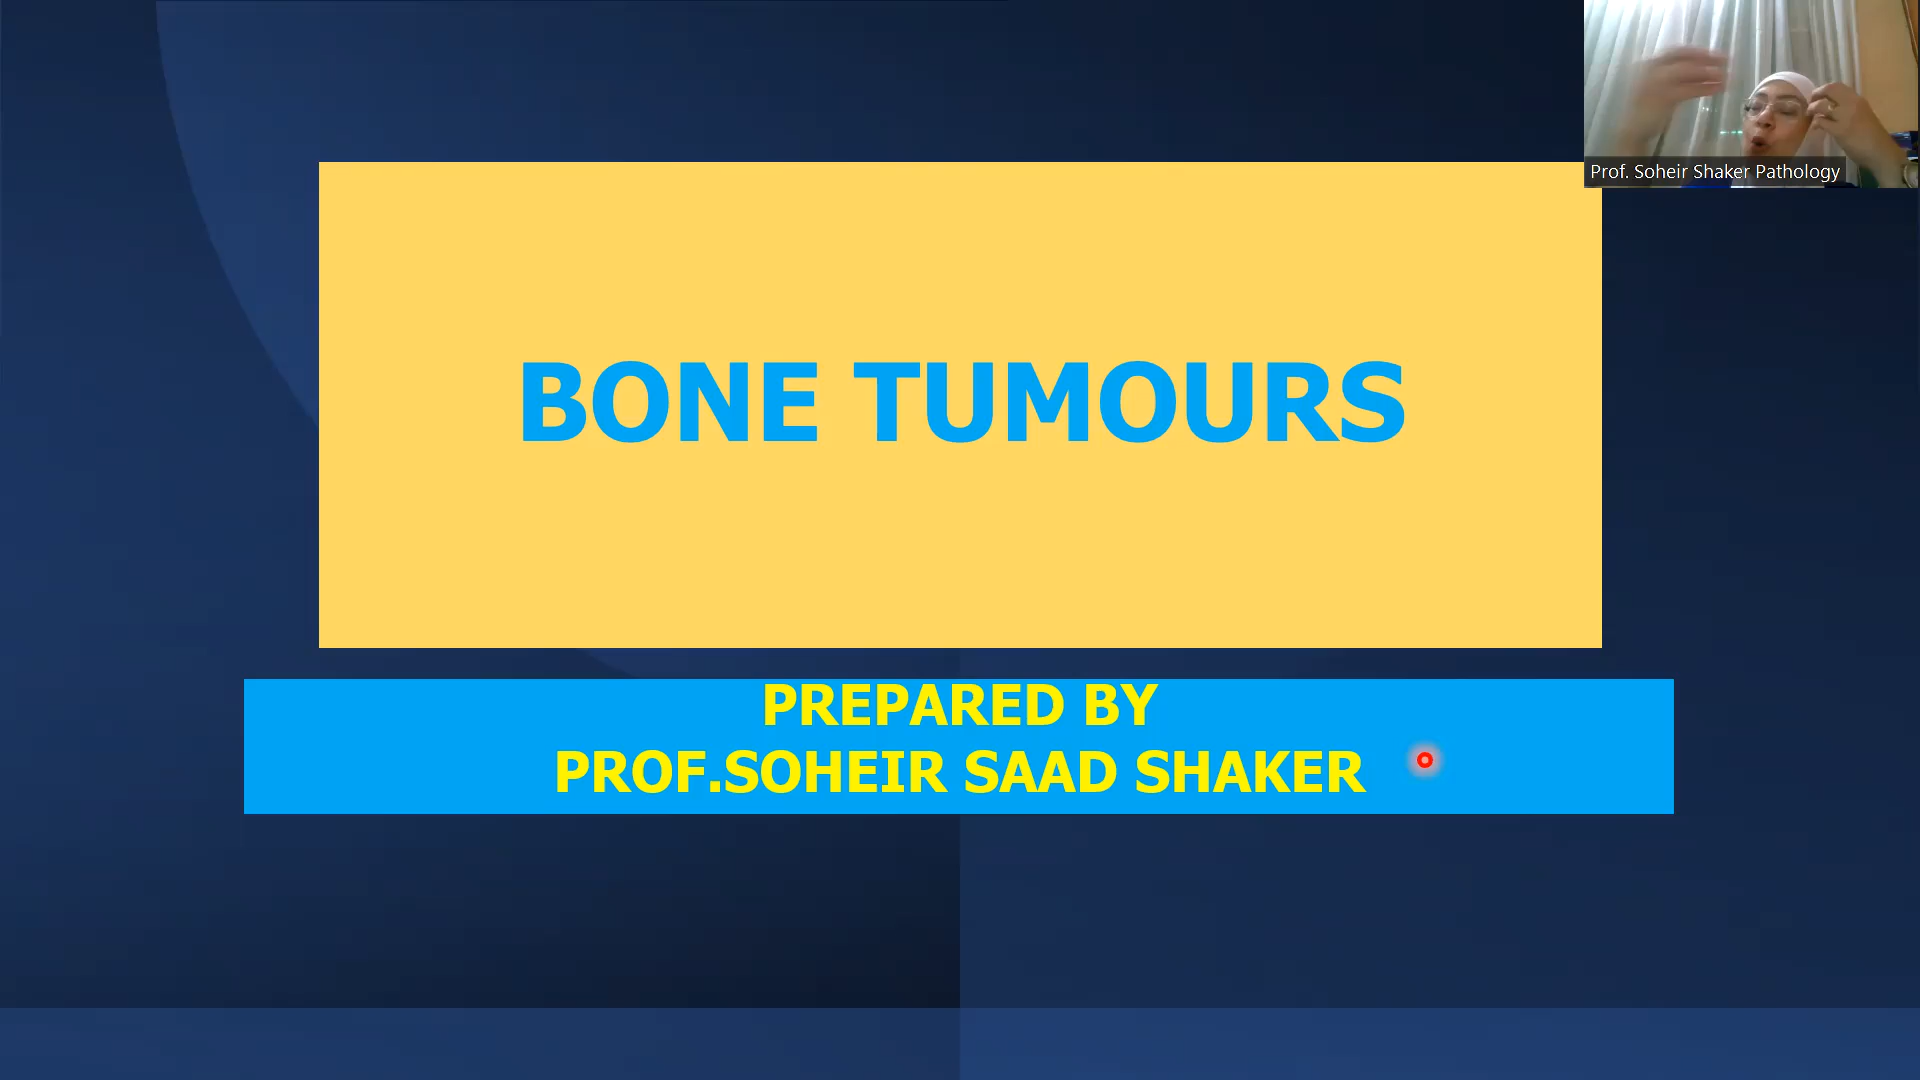 Prof. Soheir Shaker Pathology
BONE TUMOURS
PREPARED BY
PROF.SOHEIR SAAD SHAKER